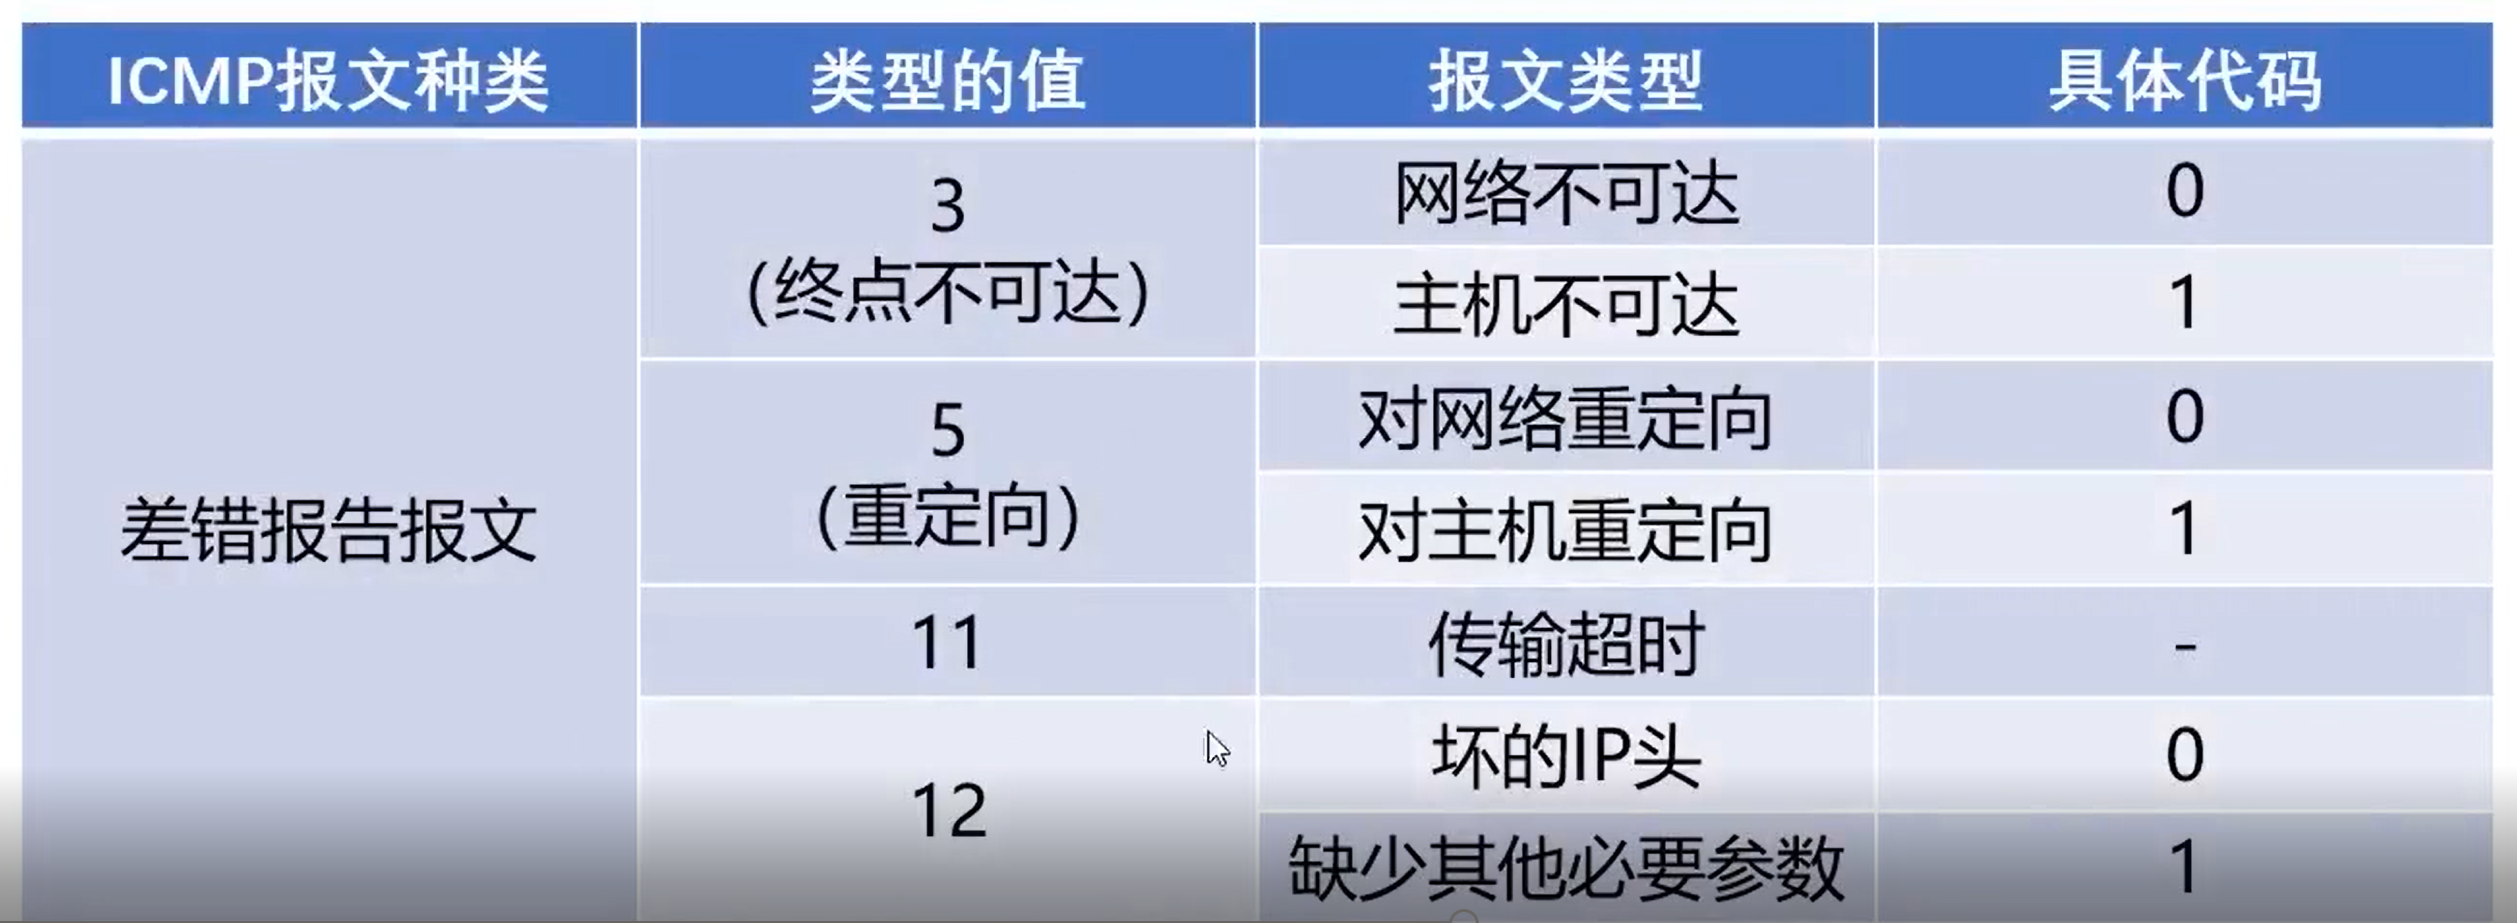 ICMP报文种类 类型的值 报文类型 具体代码
差错报告报文
3
（终点不可达）
网络不可达 0
主机不可达 1
5
（重定向）
对网络重定向 0
对主机重定向 1
11 传输超时 -
12
坏的IP头 0
缺少其他必要参数 1